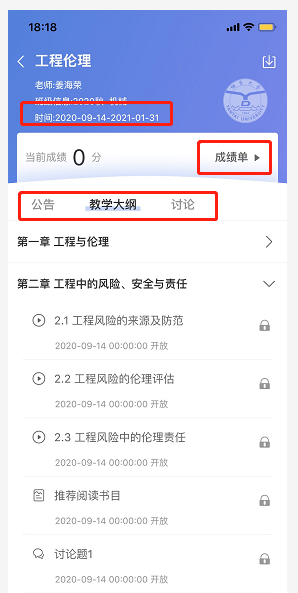 18:18
工程伦理
老师:姜海荣
班级信息:2020秋-机械
时间:2020-09-14-2021-01-31
当前成绩 0 分
成绩单
公告 教学大纲 讨论
第一章 工程与伦理
第二章 工程中的风险、安全与责任
2.1 工程风险的来源及防范
2020-09-14 00:00:00 开放
2.2 工程风险的伦理评估
2020-09-14 00:00:00 开放
2.3 工程风险中的伦理责任
2020-09-14 00:00:00 开放
推荐阅读书目
2020-09-14 00:00:00 开放
讨论题1
2020-09-14 00:00:00 开放